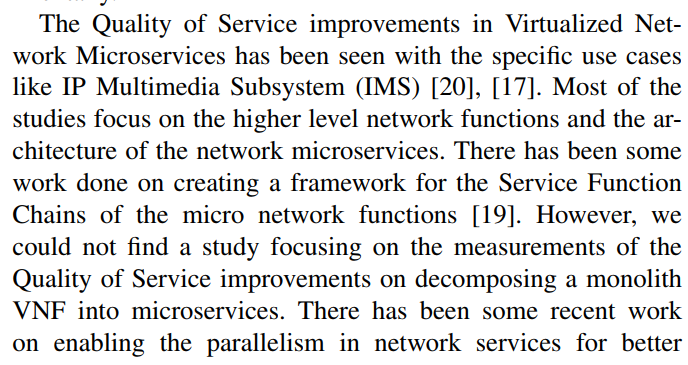 The Quality of Service improvements in Virtualized Net-
work Microservices has been seen with the specific use cases
like IP Multimedia Subsystem (IMS) [20], [17]. Most of the
studies focus on the higher level network functions and the ar-
chitecture of the network microservices. There has been some
work done on creating a framework for the Service Function
Chains of the micro network functions [19]. However, we
could not find a study focusing on the measurements of the
Quality of Service improvements on decomposing a monolith
VNF into microservices. There has been some recent work
on enabling the parallelism in network services for better